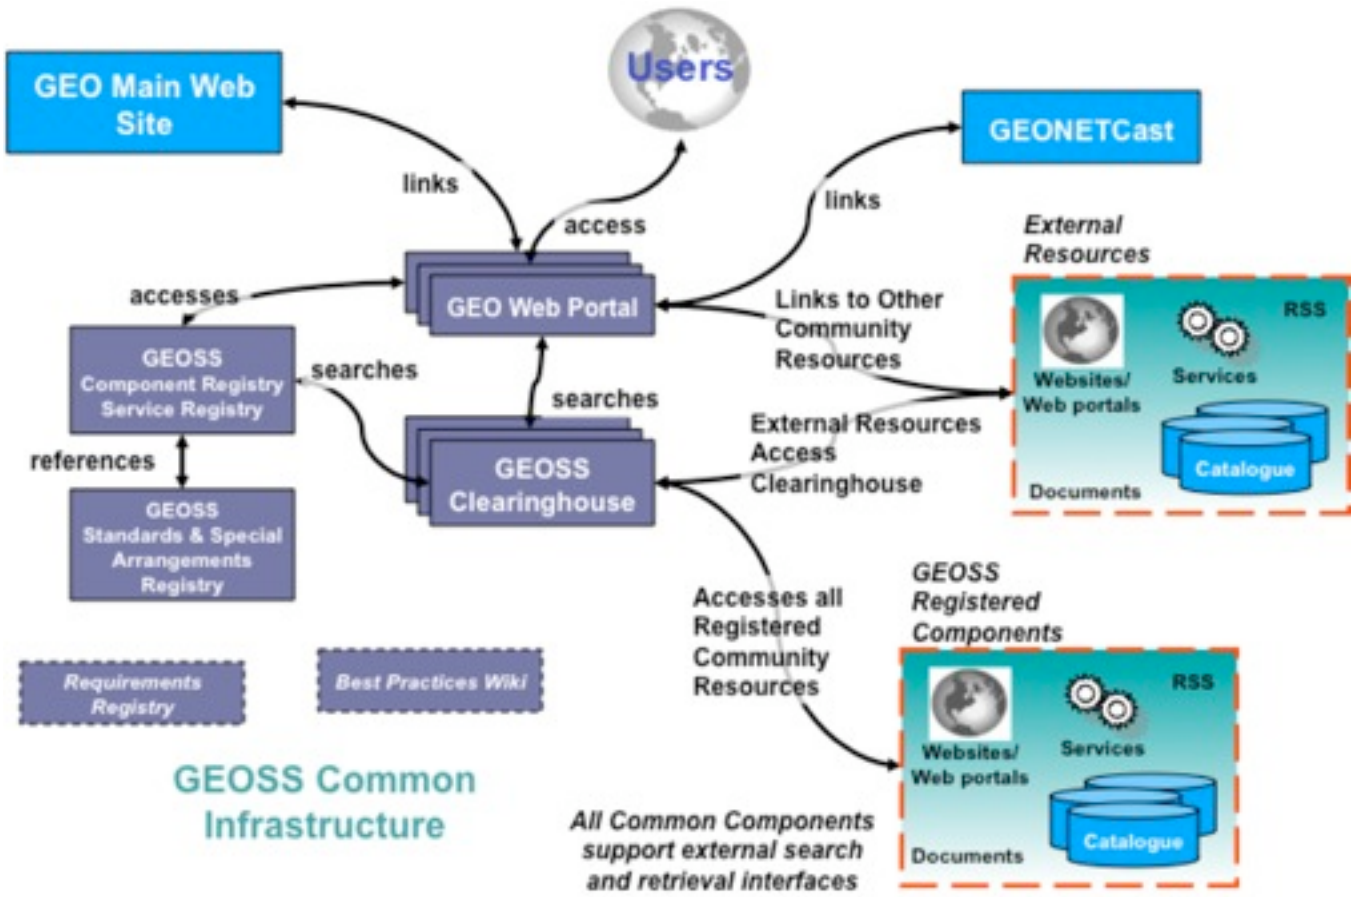 Users
GEO Main Web
Site
GEONETCast
links
links
access
External
Resources
accesses
GEO Web Portal
Links to Other
Community
Resources
RSS
Websites/
Web portals
Services
Catalogue
Documents
GEOSS
Component Registry
Service Registry
searches
searches
External Resources
Access
Clearinghouse
references
GEOSS
Clearinghouse
GEOSS
Standards & Special
Arrangements
Registry
Accesses all
Registered
Community
Resources
GEOSS
Registered
Components
RSS
Websites/
Web portals
Services
Catalogue
Documents
Requirements
Registry
Best Practices Wiki
GEOSS Common
Infrastructure
All Common Components
support external search
and retrieval interfaces